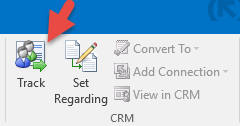 Track
Set
Regarding
Convert To
Add Connection
View in CRM
CRM